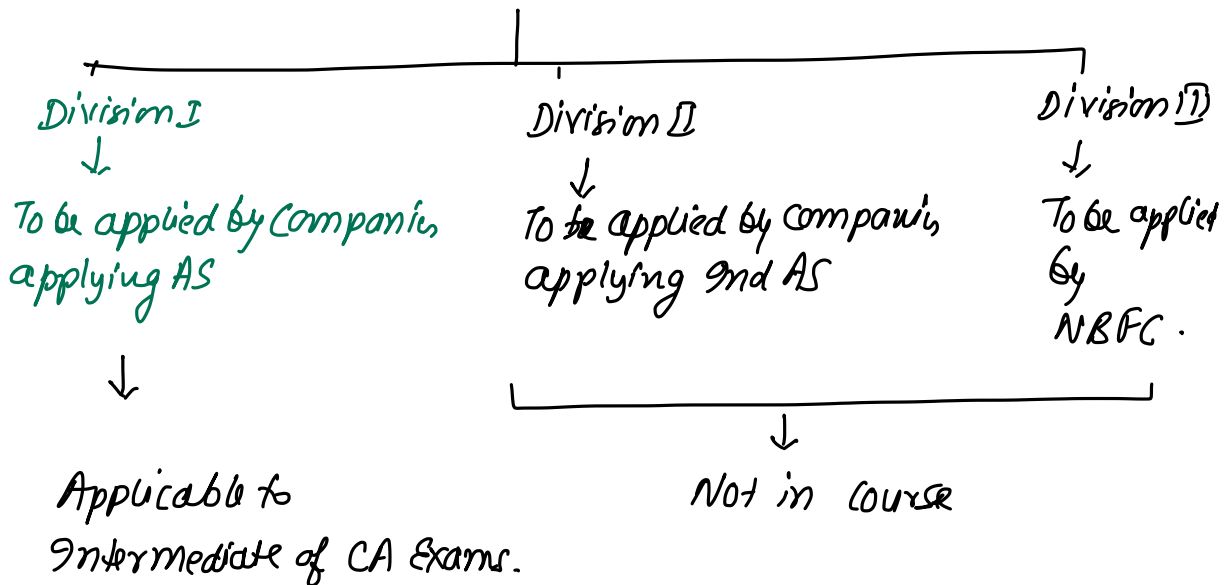 Division I
To be applied by Companies
applying AS
Applicable to
Intermediate of CA Exams.
Division II
To be applied by companies
applying Ind AS
Division III
To be applied
by
NBFC.
Not in course